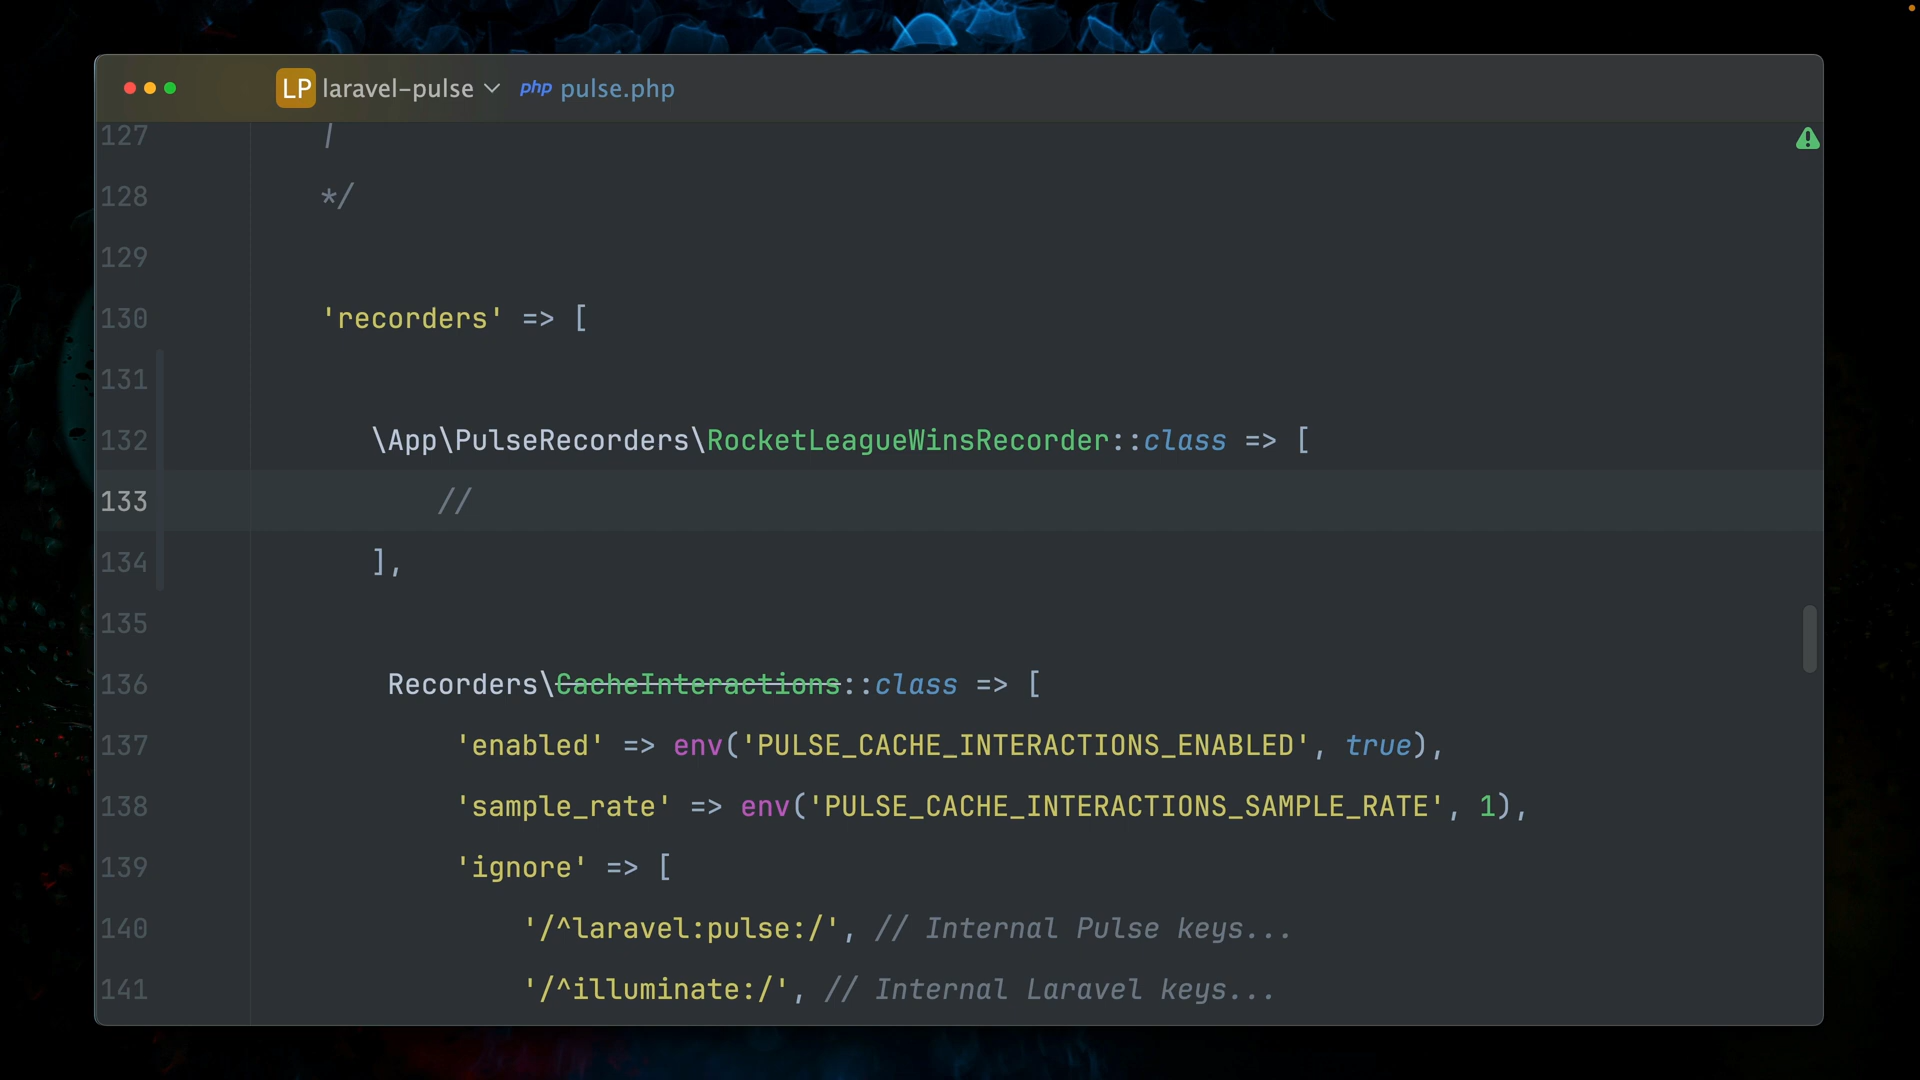 LP laravel-pulse php pulse.php
127 |
128 */
129
130 'recorders' => [
131
132 \App\PulseRecorders\RocketLeagueWinsRecorder::class => [
133 //
134 ],
135
136 Recorders\CacheInteractions::class => [
137 'enabled' => env('PULSE_CACHE_INTERACTIONS_ENABLED', true),
138 'sample_rate' => env('PULSE_CACHE_INTERACTIONS_SAMPLE_RATE', 1),
139 'ignore' => [
140 '/^laravel:pulse:/', // Internal Pulse keys...
141 '/^illuminate:/', // Internal Laravel keys...